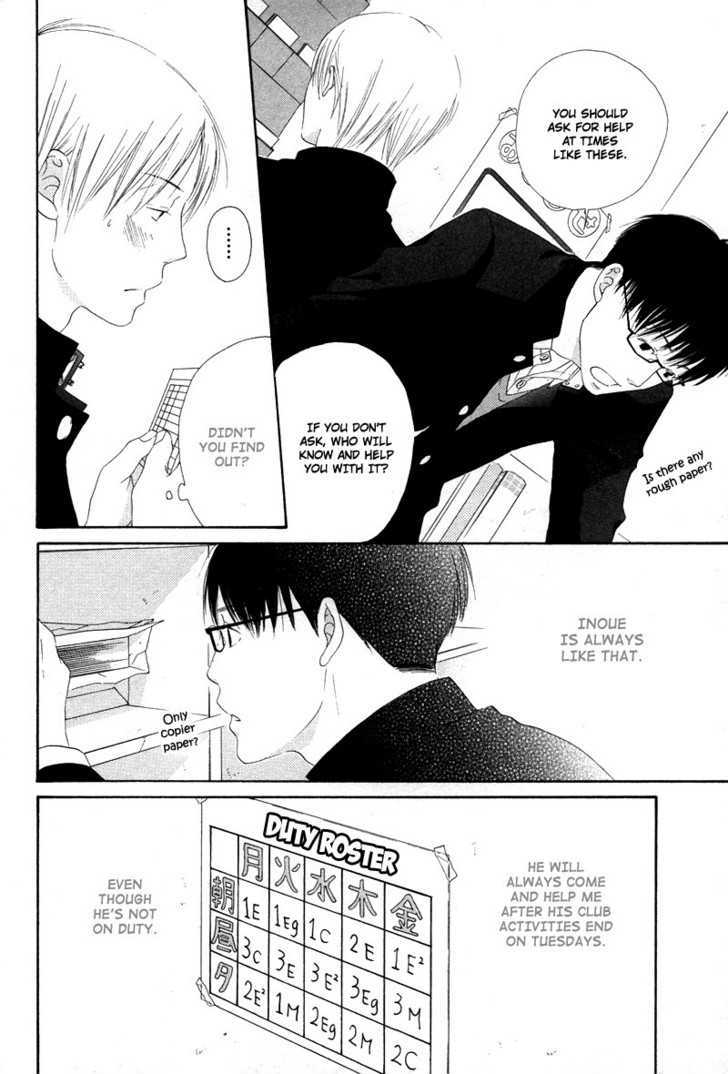 YOU SHOULD
ASK FOR HELP
AT TIMES
LIKE THESE.
IF YOU DON'T
ASK, WHO WILL
KNOW AND HELP
YOU WITH IT?
Is there any
rough paper?
......
DIDN'T
YOU FIND
OUT?
INOUE
IS ALWAYS
LIKE THAT.
Only
copier
paper?
HE WILL
ALWAYS COME
AND HELP ME
AFTER HIS CLUB
ACTIVITIES END
ON TUESDAYS.
EVEN
THOUGH
HE'S NOT
ON DUTY.
DUTY ROSTER
月 火 水 木 金
朝 1E 1Eg 1C 2E 1E²
昼 3C 3E 3E² 3Eg 3M
夕 2E² 1M 2Eg 2M 2C